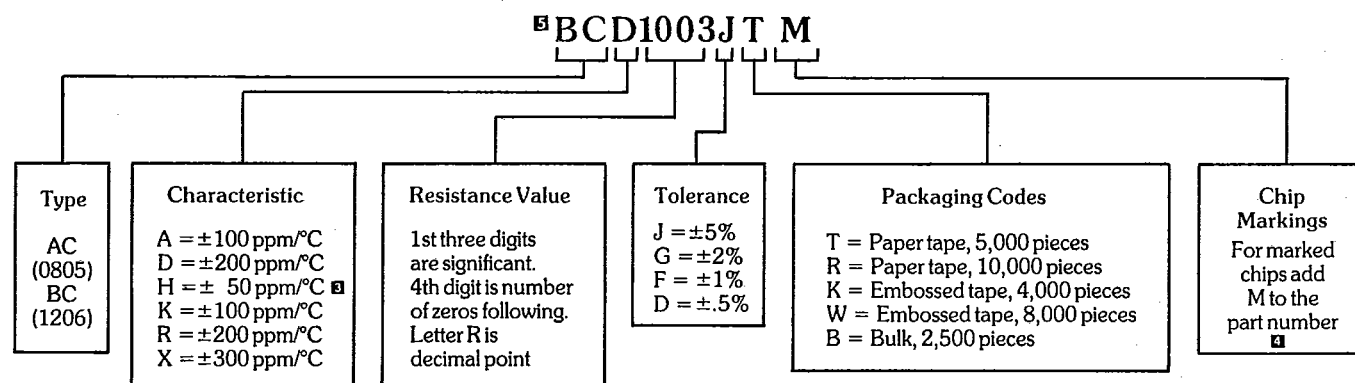 5 BCD1003JTM
Type
AC
(0805)
BC
(1206)
Characteristic
A = ±100 ppm/°C
D = ±200 ppm/°C
H = ± 50 ppm/°C 3
K = ±100 ppm/°C
R = ±200 ppm/°C
X = ±300 ppm/°C
Resistance Value
1st three digits
are significant.
4th digit is number
of zeros following.
Letter R is
decimal point
Tolerance
J = ±5%
G = ±2%
F = ±1%
D = ±.5%
Packaging Codes
T = Paper tape, 5,000 pieces
R = Paper tape, 10,000 pieces
K = Embossed tape, 4,000 pieces
W = Embossed tape, 8,000 pieces
B = Bulk, 2,500 pieces
Chip
Markings
For marked
chips add
M to the
part number
4